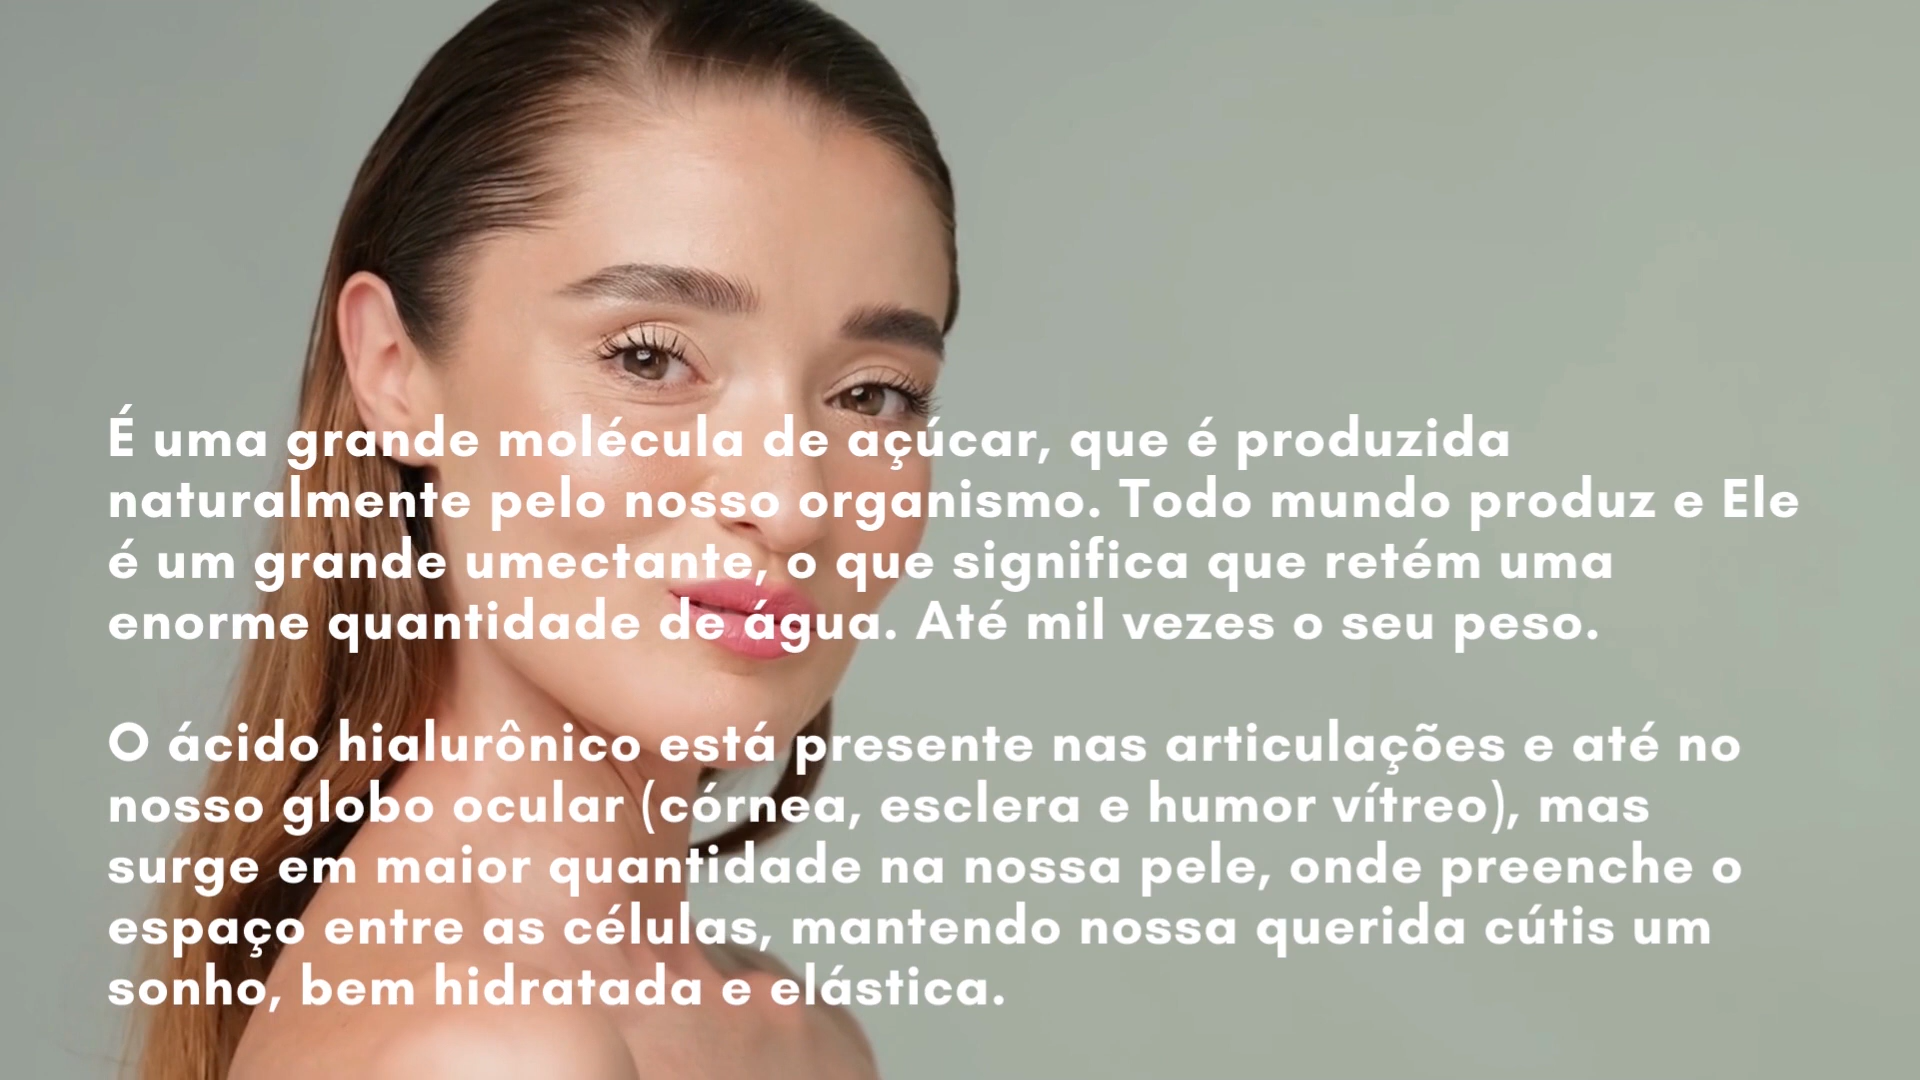 É uma grande molécula de açúcar, que é produzida
naturalmente pelo nosso organismo. Todo mundo produz e Ele
é um grande umectante, o que significa que retém uma
enorme quantidade de água. Até mil vezes o seu peso.
O ácido hialurônico está presente nas articulações e até no
nosso globo ocular (córnea, esclera e humor vítreo), mas
surge em maior quantidade na nossa pele, onde preenche o
espaço entre as células, mantendo nossa querida cútis um
sonho, bem hidratada e elástica.